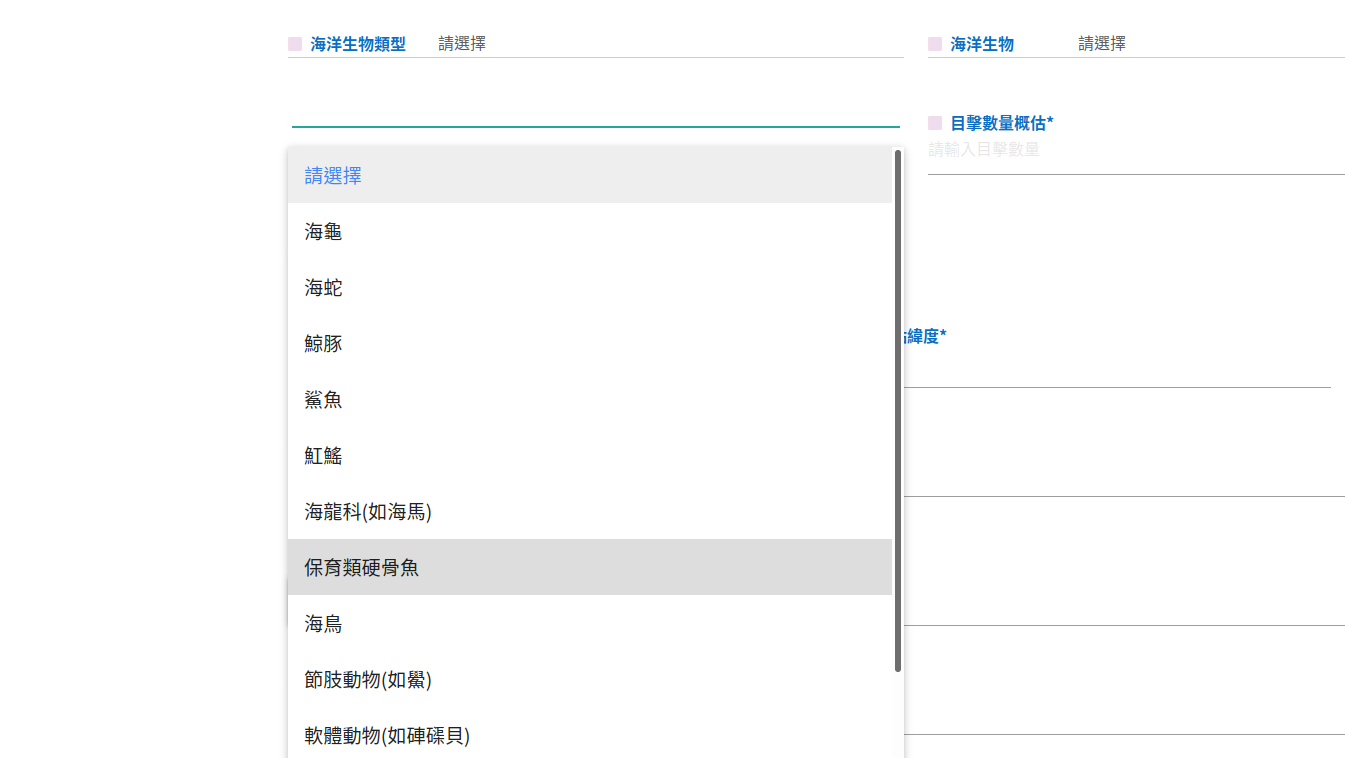 海洋生物類型 請選擇 海洋生物 請選擇
目擊數量概估*
請輸入目擊數量
請選擇
海龜
海蛇
鯨豚
緯度*
鯊魚
魟鰩
海龍科(如海馬)
保育類硬骨魚
海鳥
節肢動物(如鱟)
軟體動物(如硨磲貝)